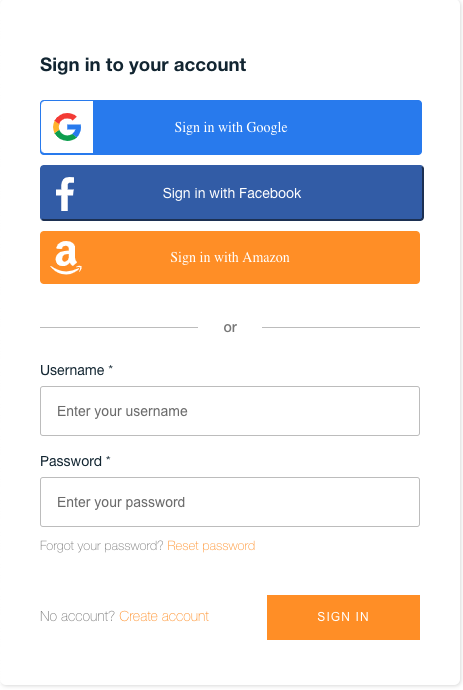 Sign in to your account
Sign in with Google
Sign in with Facebook
Sign in with Amazon
or
Username *
Enter your username
Password *
Enter your password
Forgot your password? Reset password
No account? Create account
SIGN IN